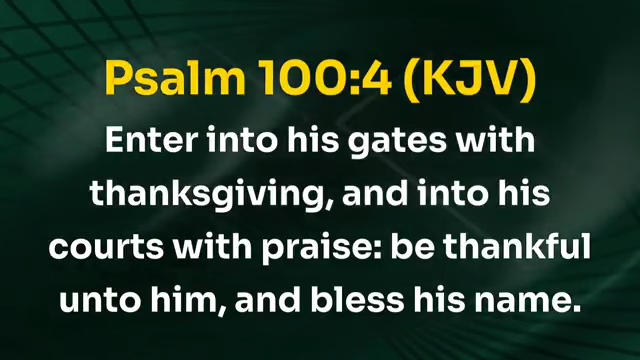 Psalm 100:4 (KJV)
Enter into his gates with
thanksgiving, and into his
courts with praise: be thankful
unto him, and bless his name.